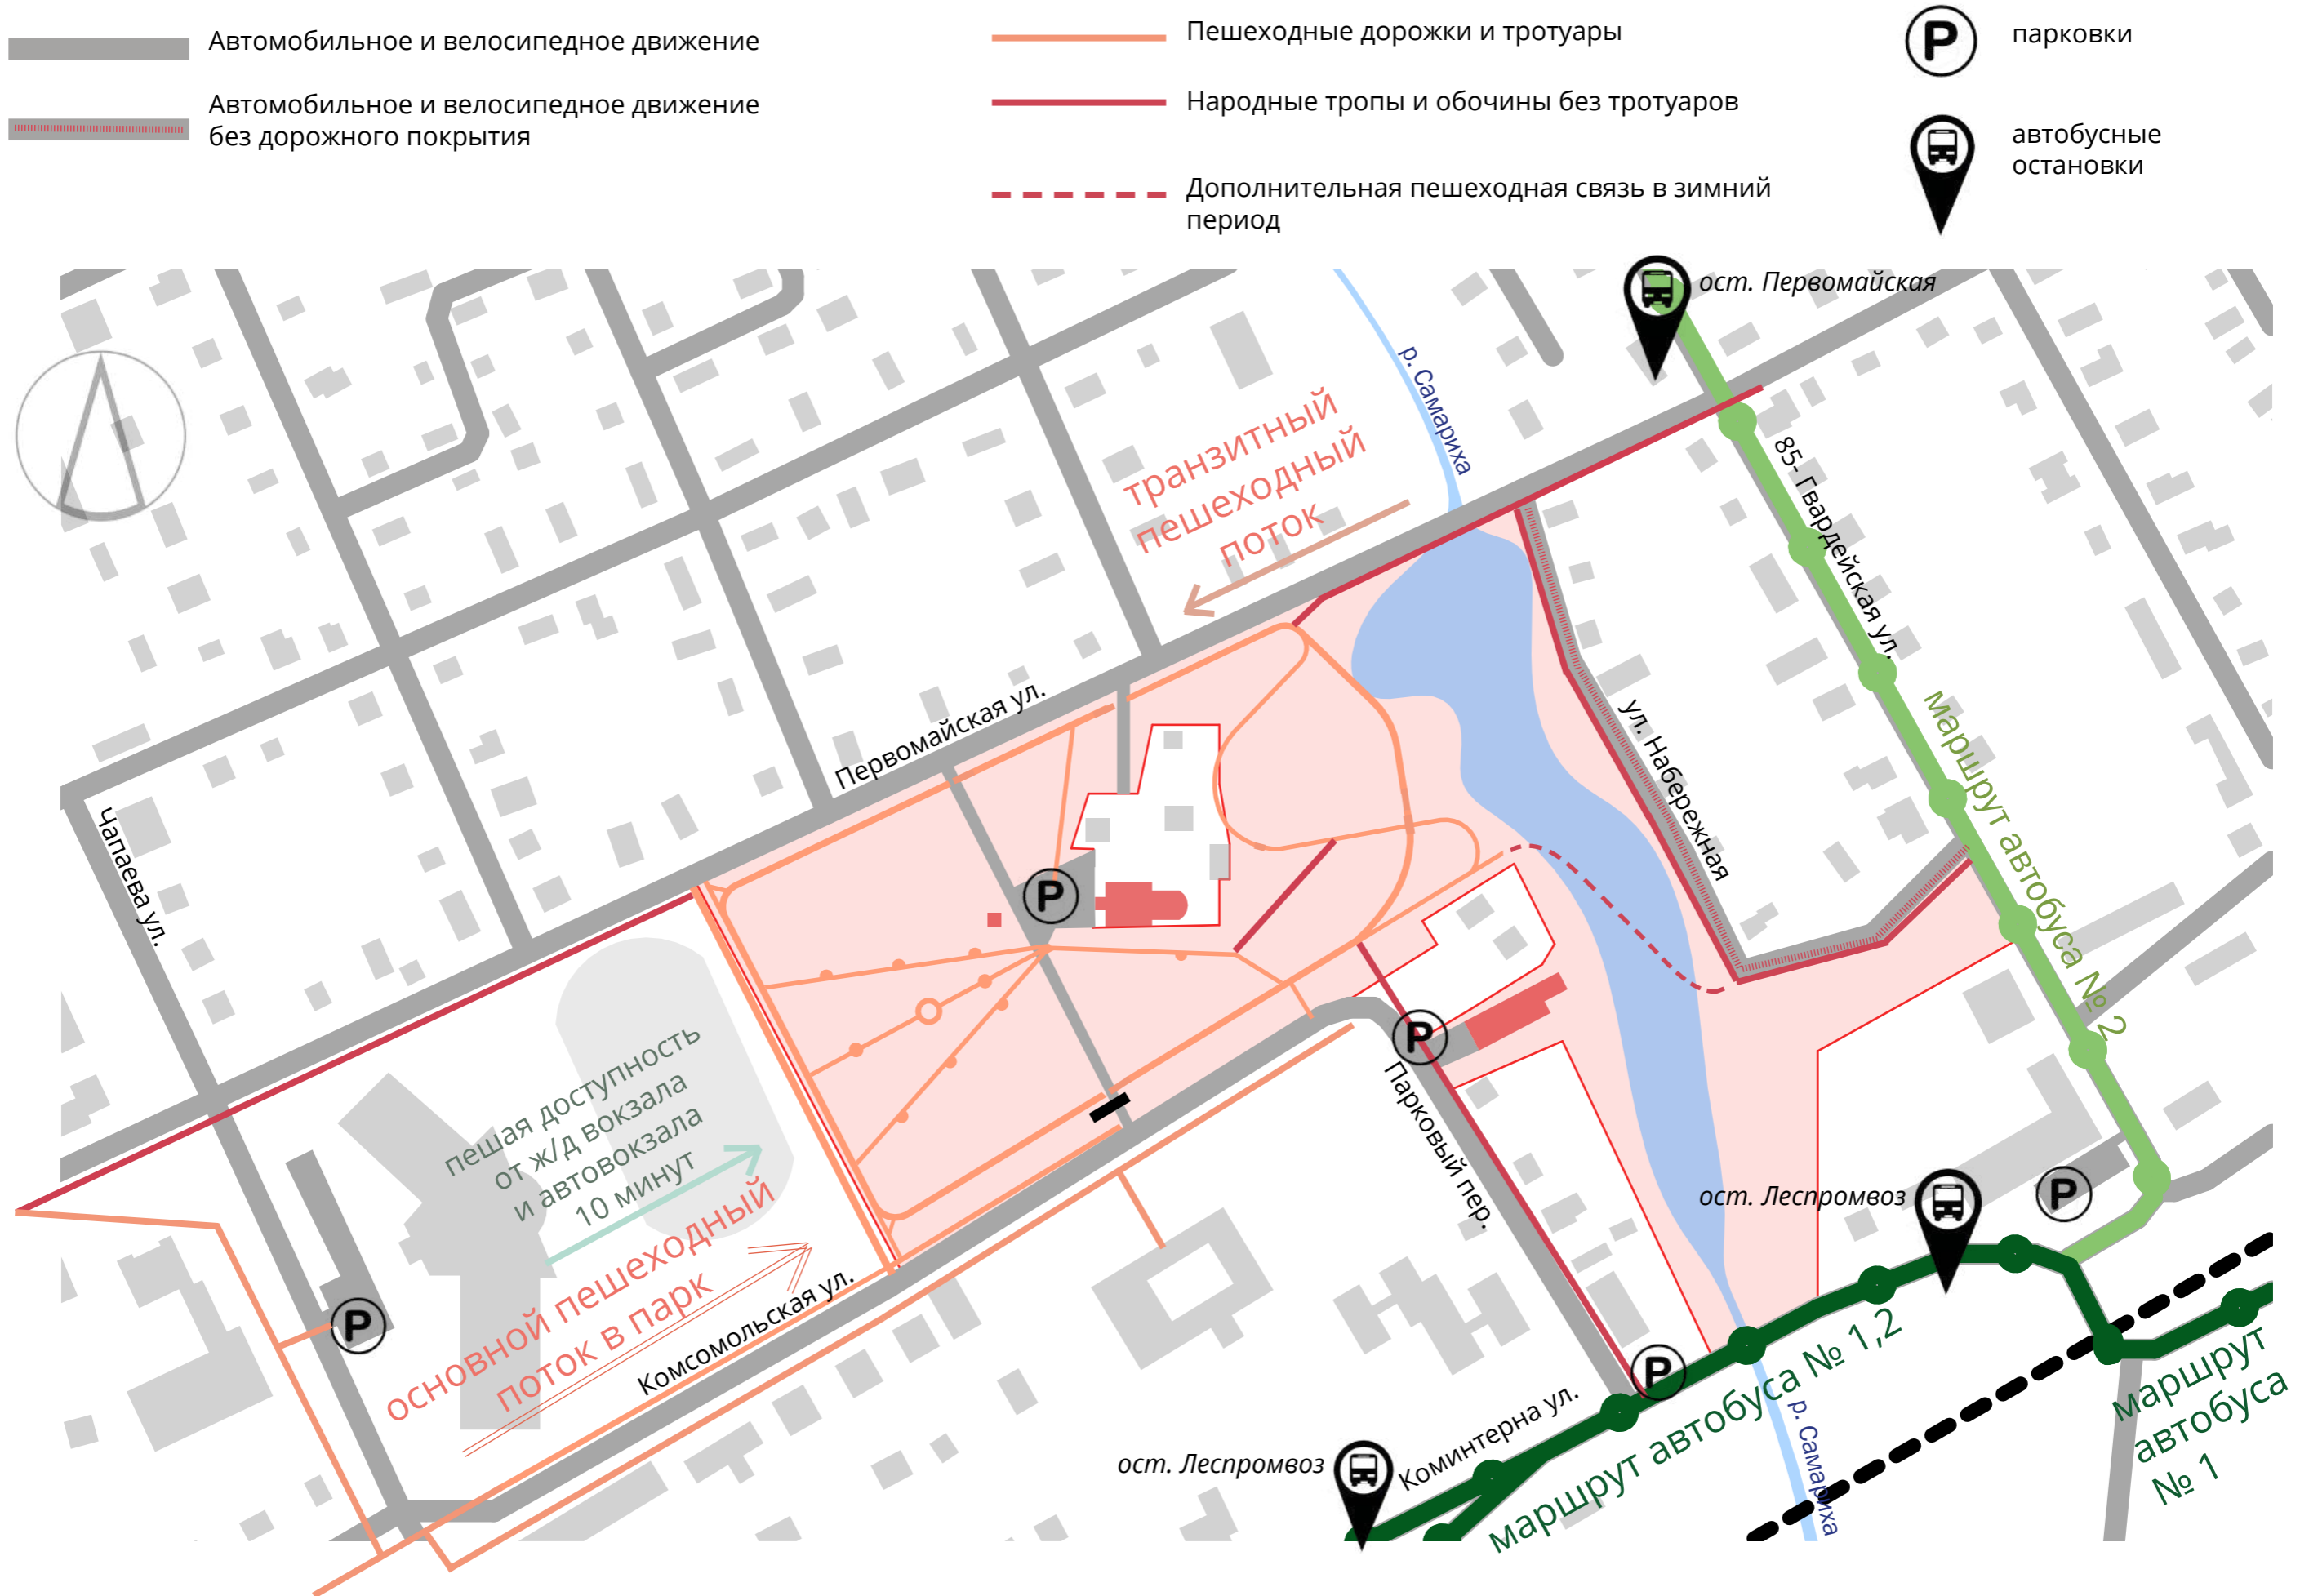 Автомобильное и велосипедное движение
Автомобильное и велосипедное движение
без дорожного покрытия
Пешеходные дорожки и тротуары
Народные тропы и обочины без тротуаров
Дополнительная пешеходная связь в зимний
период
P
парковки
автобусные
остановки
ост. Первомайская
р. Самариха
транзитный
пешеходный
поток
85- Гвардейская ул.
Первомайская ул.
ул. Набережная
маршрут автобуса № 2
Чапаева ул.
P
P
пешая доступность
от ж/д вокзала
и автовокзала
10 минут
Парковый пер.
ост. Леспромвоз
P
основной пешеходный
поток в парк
Комсомольская ул.
P
P
маршрут автобуса № 1,2
маршрут
автобуса
№ 1
Коминтерна ул.
р. Самариха
ост. Леспромвоз